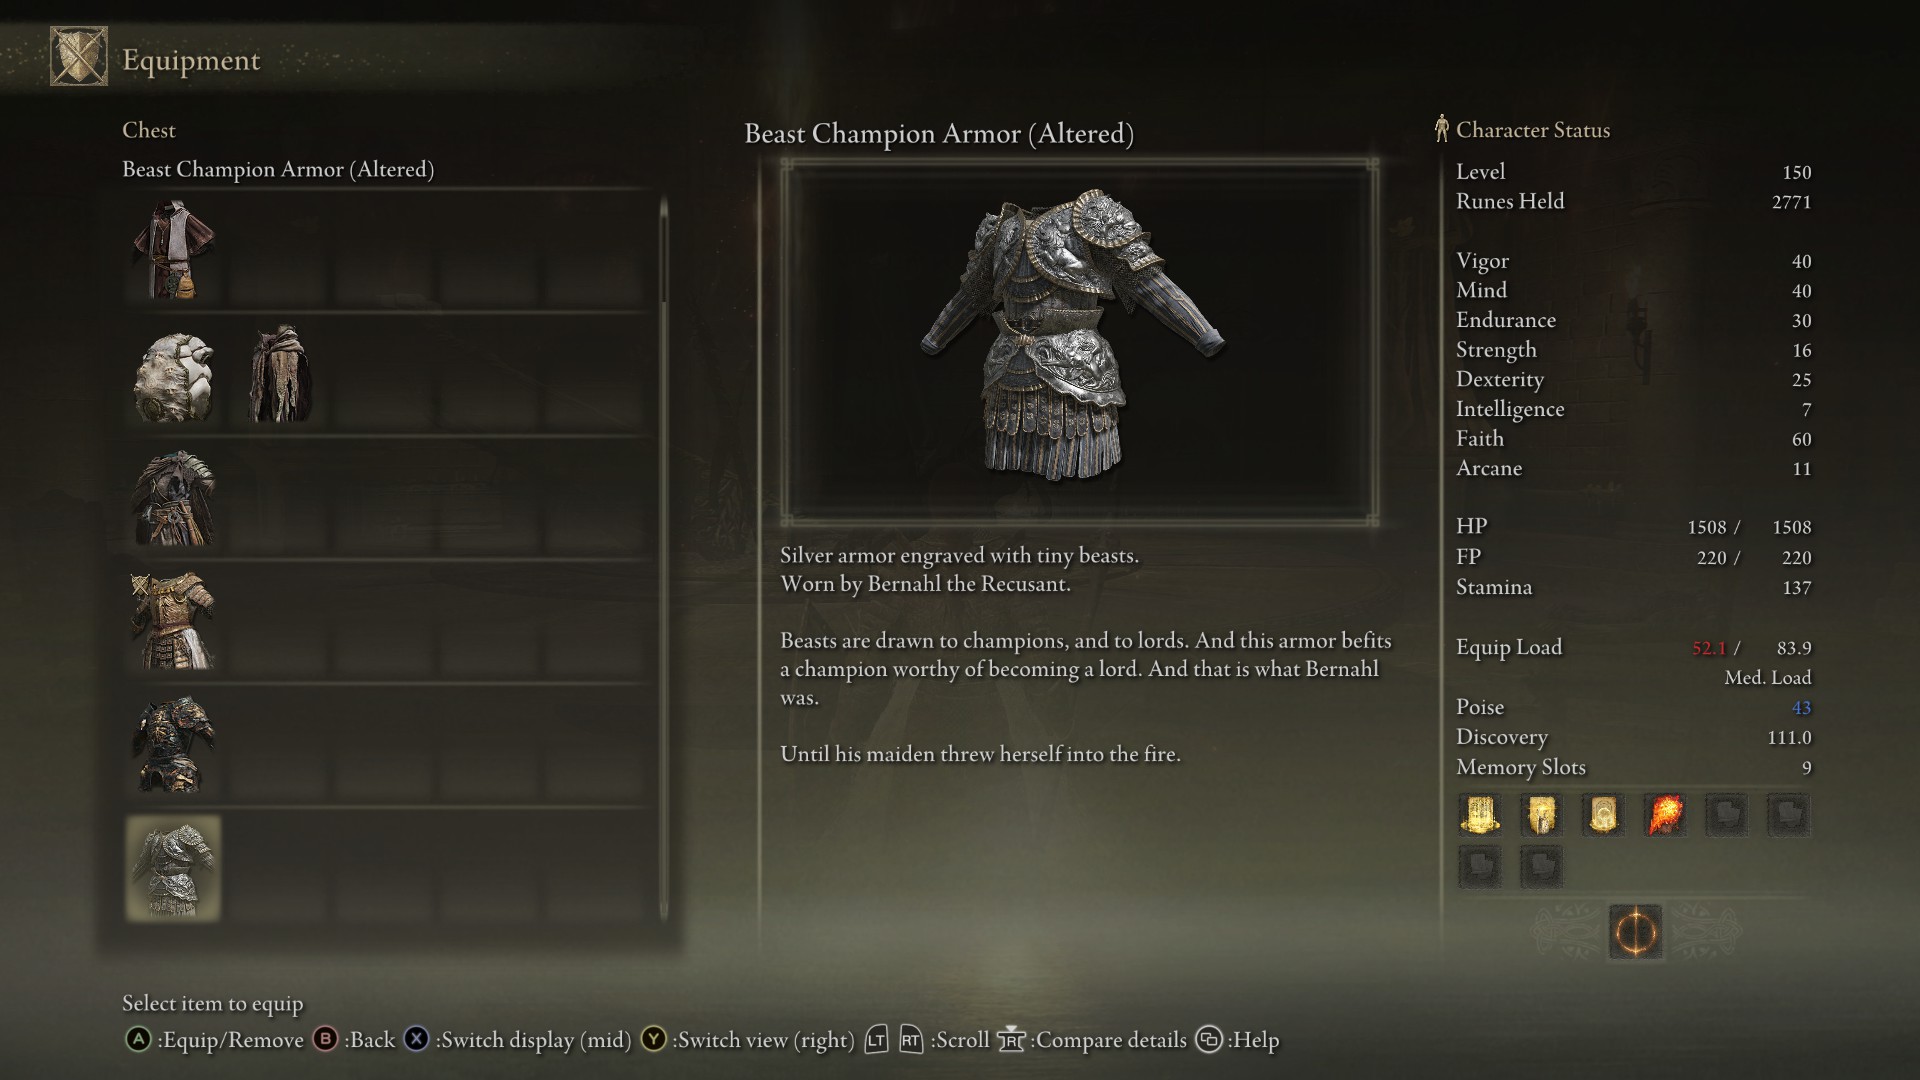 Equipment
Chest
Beast Champion Armor (Altered)
Beast Champion Armor (Altered)
Silver armor engraved with tiny beasts.
Worn by Bernahl the Recusant.
Beasts are drawn to champions, and to lords. And this armor befits
a champion worthy of becoming a lord. And that is what Bernahl
was.
Until his maiden threw herself into the fire.
Character Status
Level 150
Runes Held 2771
Vigor 40
Mind 40
Endurance 30
Strength 16
Dexterity 25
Intelligence 7
Faith 60
Arcane 11
HP 1508 / 1508
FP 220 / 220
Stamina 137
Equip Load 52.1 / 83.9
Med. Load
Poise 43
Discovery 111.0
Memory Slots 9
Select item to equip
A :Equip/Remove B :Back X :Switch display (mid) Y :Switch view (right) LT RT :Scroll R :Compare details :Help